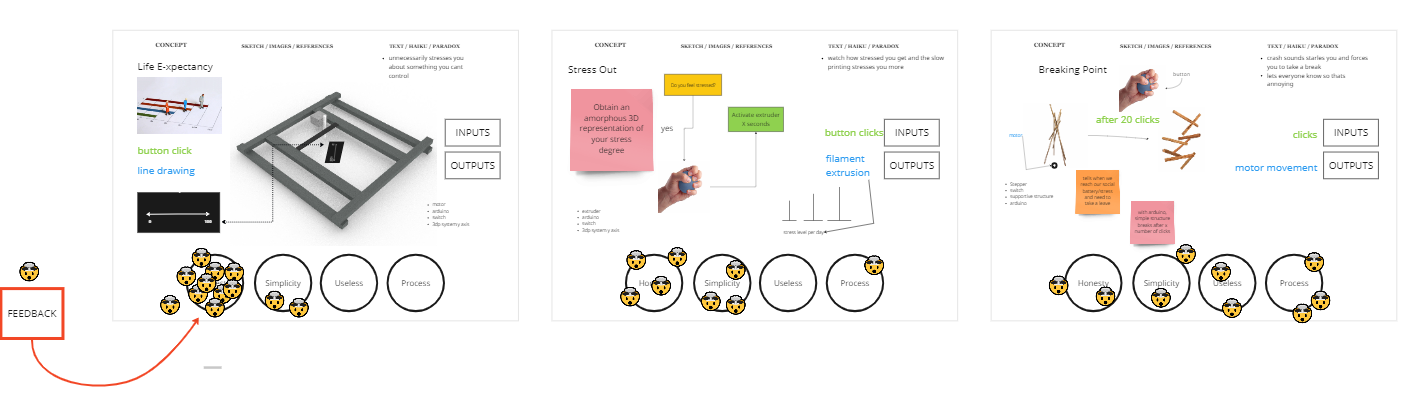 FEEDBACK
CONCEPT
SKETCH / IMAGES / REFERENCES
TEXT / HAIKU / PARADOX
Life E-xpectancy
• unnecessarily stresses you
about something you cant
control
button click
line drawing
0
100
INPUTS
OUTPUTS
• motor
• arduino
• switch
• 3dp system y axis
Simplicity
Useless
Process
CONCEPT
SKETCH / IMAGES / REFERENCES
TEXT / HAIKU / PARADOX
Stress Out
• watch how stressed you get and the slow
printing stresses you more
Obtain an
amorphous 3D
representation of
your stress
degree
Do you feel stressed?
yes
Activate extruder
X seconds
button clicks
INPUTS
filament
extrusion
OUTPUTS
• extruder
• arduino
• switch
• 3dp system y axis
stress level per day
Simplicity
Useless
Process
CONCEPT
SKETCH / IMAGES / REFERENCES
TEXT / HAIKU / PARADOX
Breaking Point
• crash sounds starles you and forces
you to take a break
• lets everyone know so thats
annoying
button
after 20 clicks
motor
clicks
INPUTS
motor movement
OUTPUTS
• Stepper
• switch
• supportive structure
• arduino
tells when we
reach our social
battery/stress
and need to
take a leave
with arduino,
simple structure
breaks after a
number of clicks
Honesty
Simplicity
Useless
Process